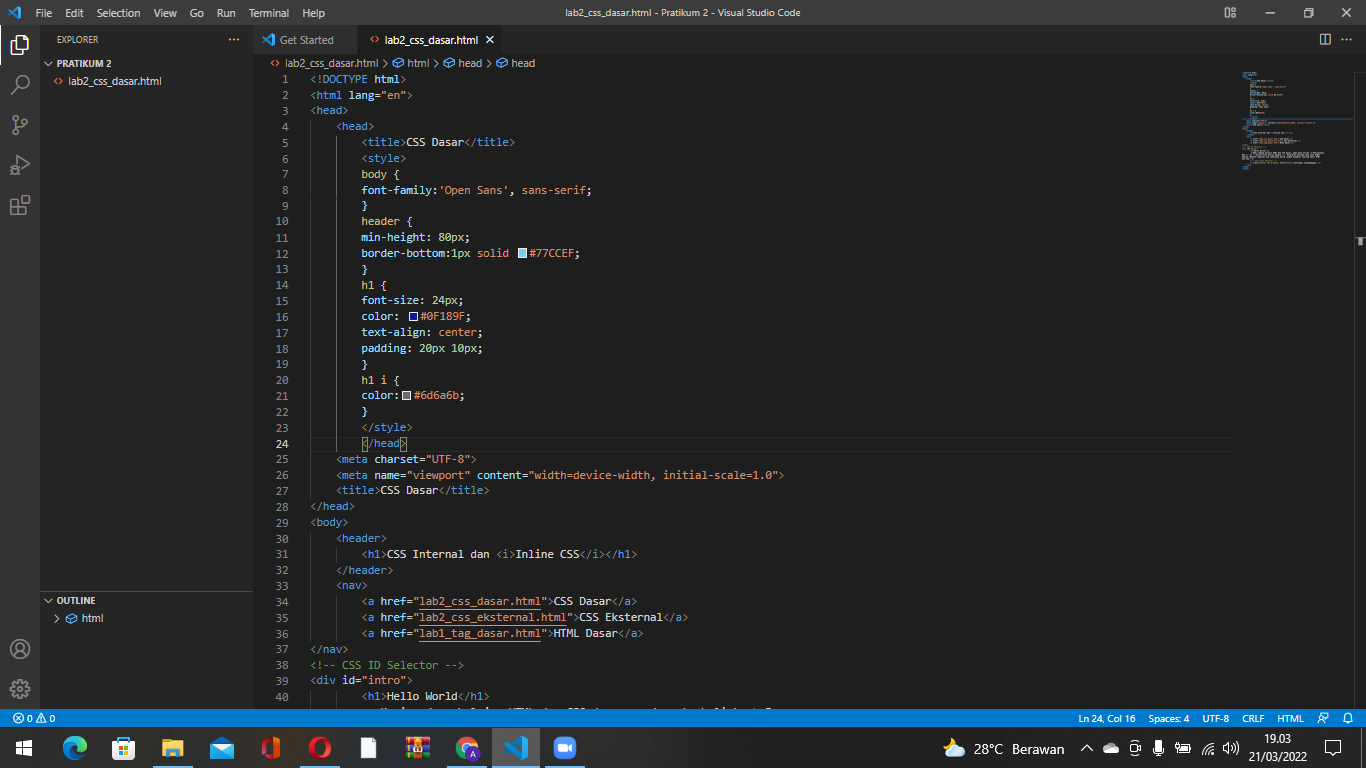 File Edit Selection View Go Run Terminal Help
lab2_css_dasar.html - Pratikum 2 - Visual Studio Code
EXPLORER
PRATIKUM 2
lab2_css_dasar.html
OUTLINE
html
Get Started
lab2_css_dasar.html
lab2_css_dasar.html > html > head > head
1 <!DOCTYPE html>
2 <html lang="en">
3 <head>
4 <head>
5 <title>CSS Dasar</title>
6 <style>
7 body {
8 font-family:'Open Sans', sans-serif;
9 }
10 header {
11 min-height: 80px;
12 border-bottom:1px solid #77CCEF;
13 }
14 h1 {
15 font-size: 24px;
16 color: #0F189F;
17 text-align: center;
18 padding: 20px 10px;
19 }
20 h1 i {
21 color:#6d6a6b;
22 }
23 </style>
24 </head>
25 <meta charset="UTF-8">
26 <meta name="viewport" content="width=device-width, initial-scale=1.0">
27 <title>CSS Dasar</title>
28 </head>
29 <body>
30 <header>
31 <h1>CSS Internal dan <i>Inline CSS</i></h1>
32 </header>
33 <nav>
34 <a href="lab2_css_dasar.html">CSS Dasar</a>
35 <a href="lab2_css_eksternal.html">CSS Eksternal</a>
36 <a href="lab1_tag_dasar.html">HTML Dasar</a>
37 </nav>
38 <!-- CSS ID Selector -->
39 <div id="intro">
40 <h1>Hello World</h1>
0 0
Ln 24, Col 16 Spaces: 4 UTF-8 CRLF HTML
28°C Berawan
19.03
21/03/2022